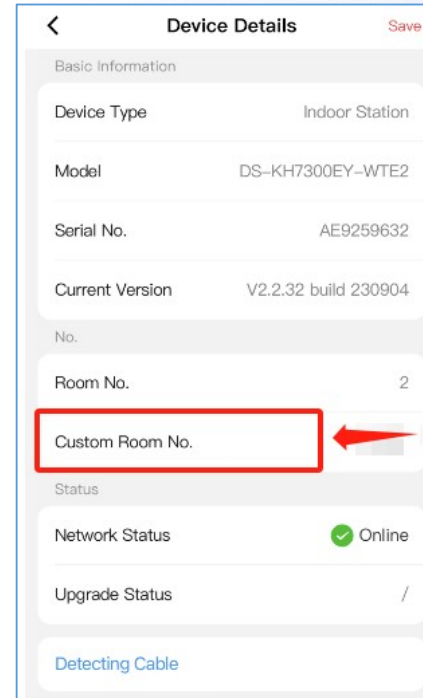 Device Details Save
Basic Information
Device Type Indoor Station
Model DS-KH7300EY-WTE2
Serial No. AE9259632
Current Version V2.2.32 build 230904
No.
Room No. 2
Custom Room No.
Status
Network Status Online
Upgrade Status /
Detecting Cable